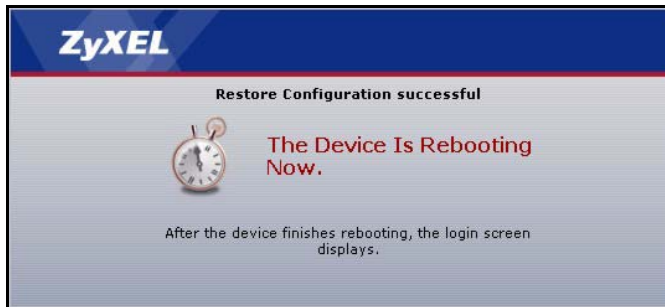 ZyXEL
Restore Configuration successful
The Device Is Rebooting
Now.
After the device finishes rebooting, the login screen
displays.